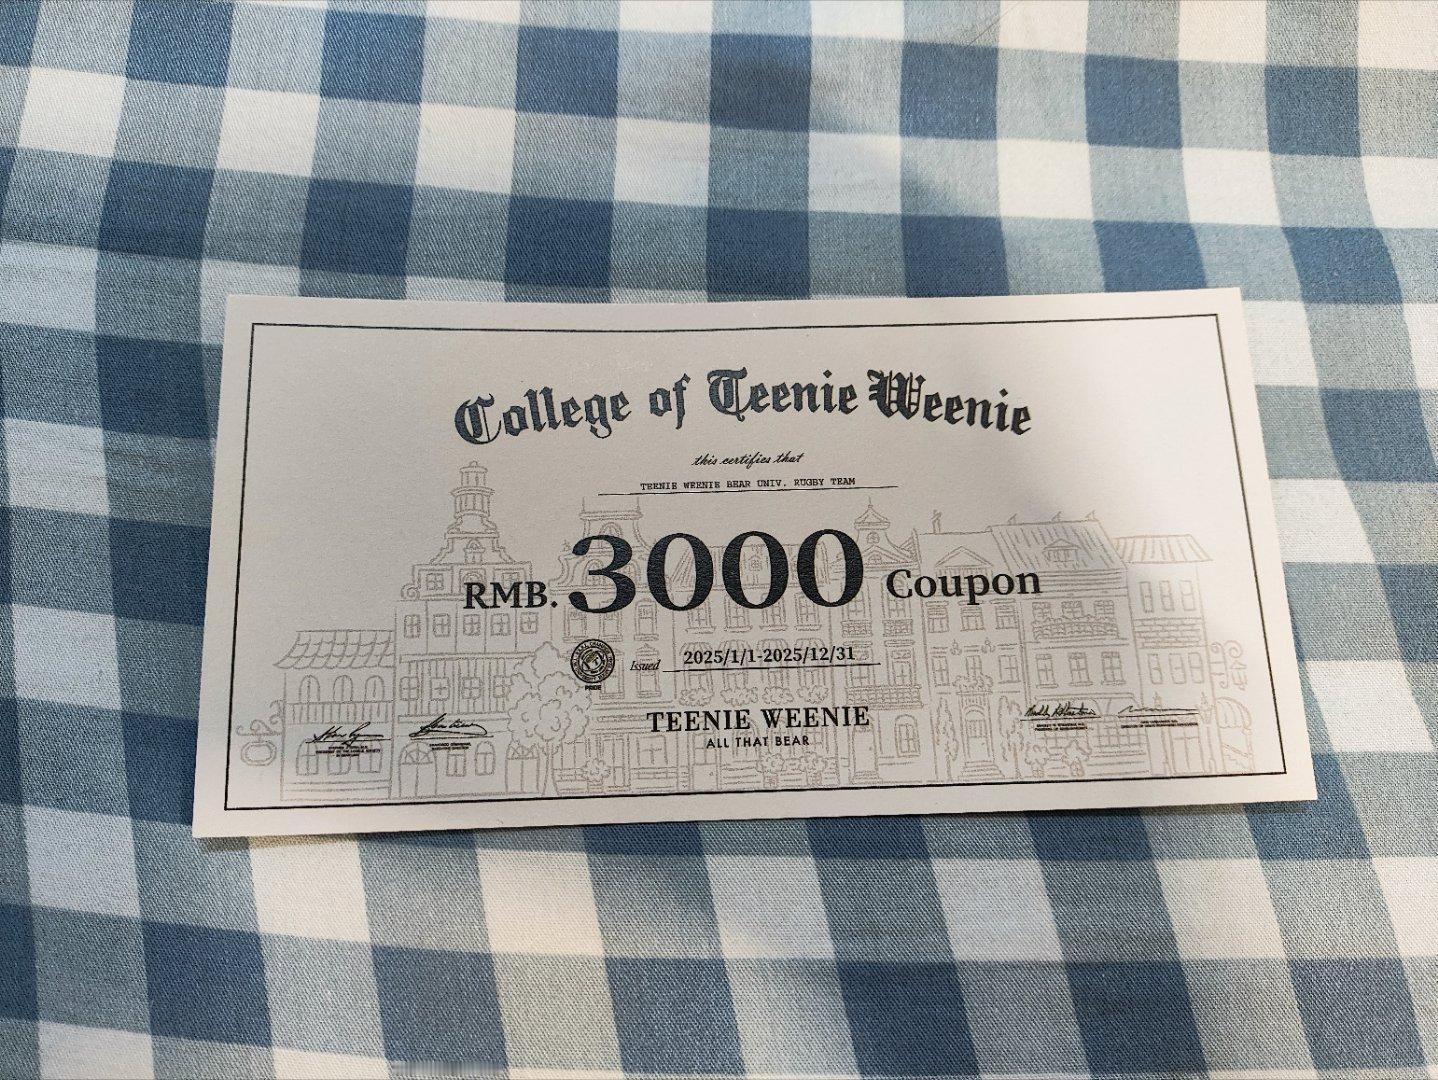 College of Teenie Weenie
this certifies that
TEENIE WEENIE BEAR UNIV. RUGBY TEAM
RMB. 3000 Coupon
PRIDE
Issued 2025/1/1-2025/12/31
TEENIE WEENIE
ALL THAT BEAR